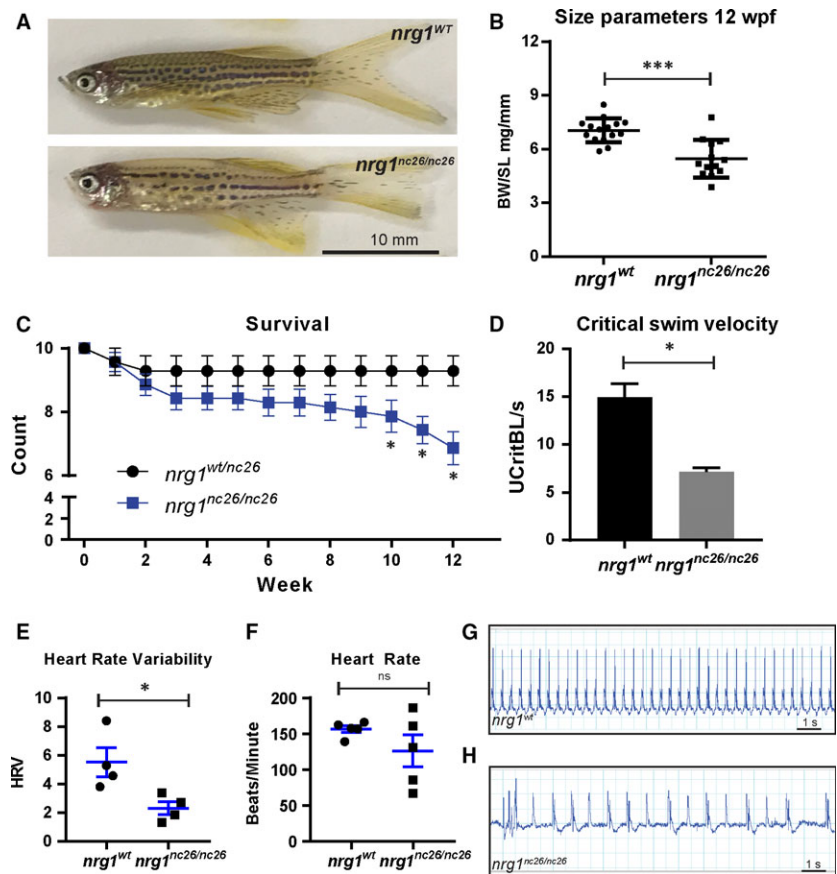 A
nrg1WT
nrg1nc26/nc26
10 mm
B
Size parameters 12 wpf
***
BW/SL mg/mm
12
9
6
3
0
nrg1wt
nrg1nc26/nc26
C
Survival
Count
10
8
6
4
2
0
nrg1wt/nc26
nrg1nc26/nc26
* * *
0 2 4 6 8 10 12
Week
D
Critical swim velocity
*
UCritBL/s
20
15
10
5
0
nrg1wt nrg1nc26/nc26
E
Heart Rate Variability
*
HRV
10
8
6
4
2
0
nrg1wt nrg1nc26/nc26
F
Heart Rate
ns
Beats/Minute
200
150
100
50
0
nrg1wt nrg1nc26/nc26
G
nrg1wt
1 s
H
nrg1nc26/nc26
1 s